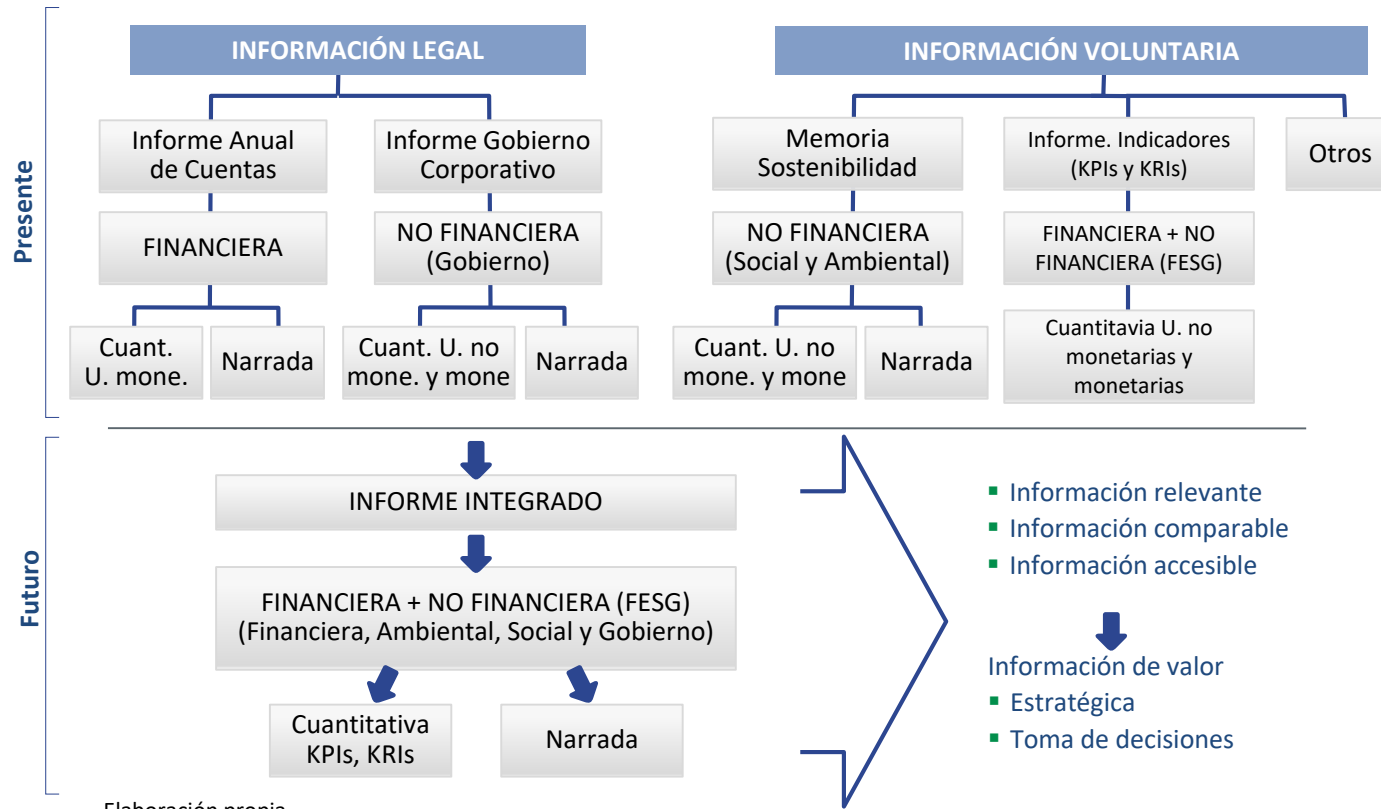 INFORMACIÓN LEGAL
INFORMACIÓN VOLUNTARIA
Presente
Informe Anual
de Cuentas
Informe Gobierno
Corporativo
Memoria
Sostenibilidad
Informe. Indicadores
(KPIs y KRIs)
Otros
FINANCIERA
NO FINANCIERA
(Gobierno)
NO FINANCIERA
(Social y Ambiental)
FINANCIERA + NO
FINANCIERA (FESG)
Cuant.
U. mone.
Narrada
Cuant. U. no
mone. y mone
Narrada
Cuant. U. no
mone. y mone
Narrada
Cuantitavia U. no
monetarias y
monetarias
Futuro
INFORME INTEGRADO
FINANCIERA + NO FINANCIERA (FESG)
(Financiera, Ambiental, Social y Gobierno)
Cuantitativa
KPIs, KRIs
Narrada
▪ Información relevante
▪ Información comparable
▪ Información accesible
Información de valor
▪ Estratégica
▪ Toma de decisiones
Elaboración propia